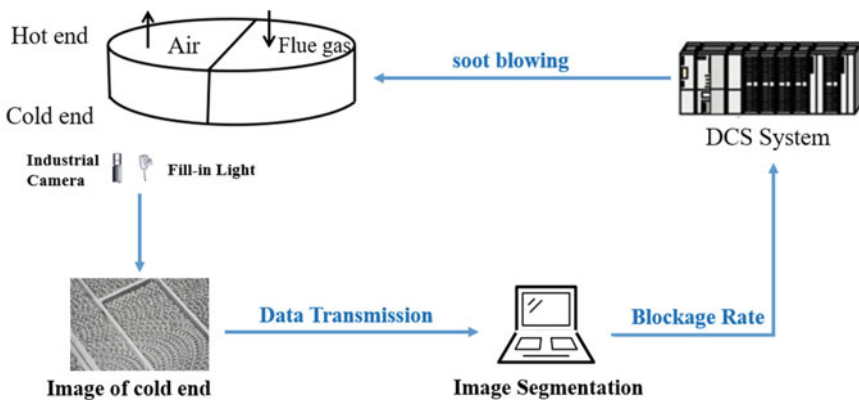 Hot end
Air
Flue gas
soot blowing
Cold end
DCS System
Industrial
Camera
Fill-in Light
Data Transmission
Blockage Rate
Image of cold end
Image Segmentation